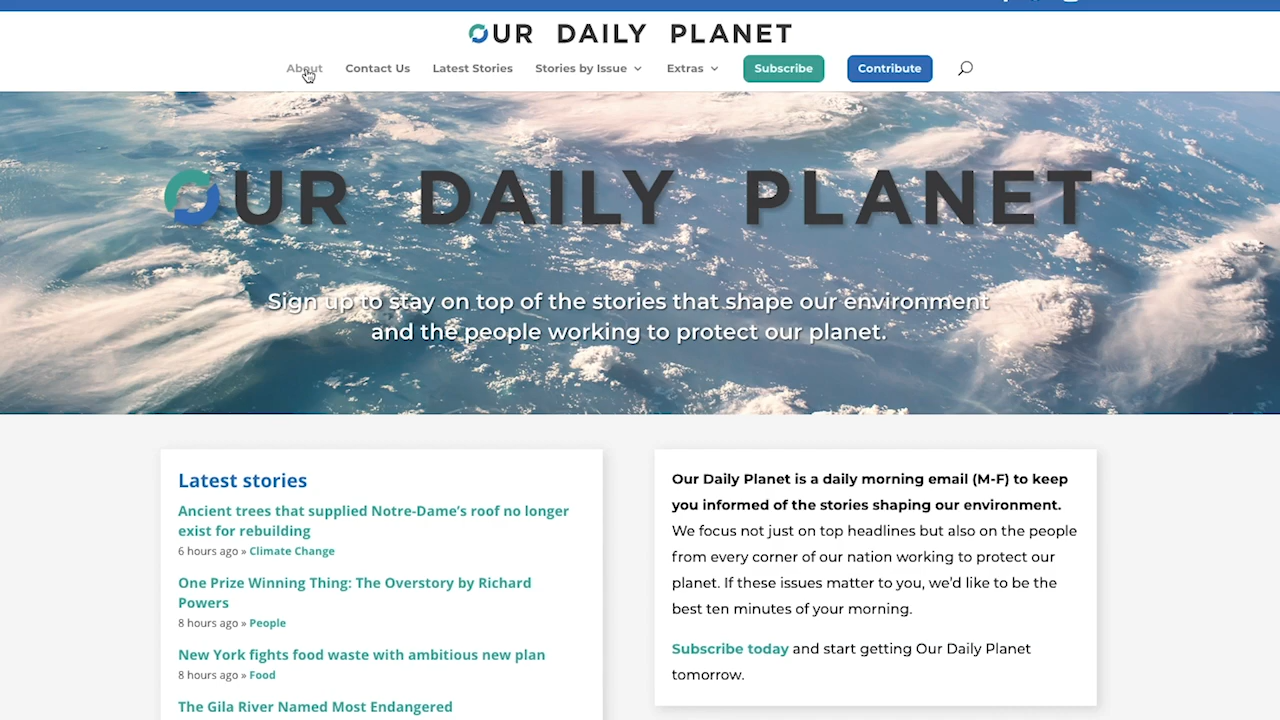 OUR DAILY PLANET
About
Contact Us
Latest Stories
Stories by Issue
Extras
Subscribe
Contribute
OUR DAILY PLANET
Sign up to stay on top of the stories that shape our environment
and the people working to protect our planet.
Latest stories
Ancient trees that supplied Notre-Dame’s roof no longer
exist for rebuilding
6 hours ago » Climate Change
One Prize Winning Thing: The Overstory by Richard
Powers
8 hours ago » People
New York fights food waste with ambitious new plan
8 hours ago » Food
The Gila River Named Most Endangered
Our Daily Planet is a daily morning email (M-F) to keep
you informed of the stories shaping our environment.
We focus not just on top headlines but also on the people
from every corner of our nation working to protect our
planet. If these issues matter to you, we’d like to be the
best ten minutes of your morning.
Subscribe today and start getting Our Daily Planet
tomorrow.